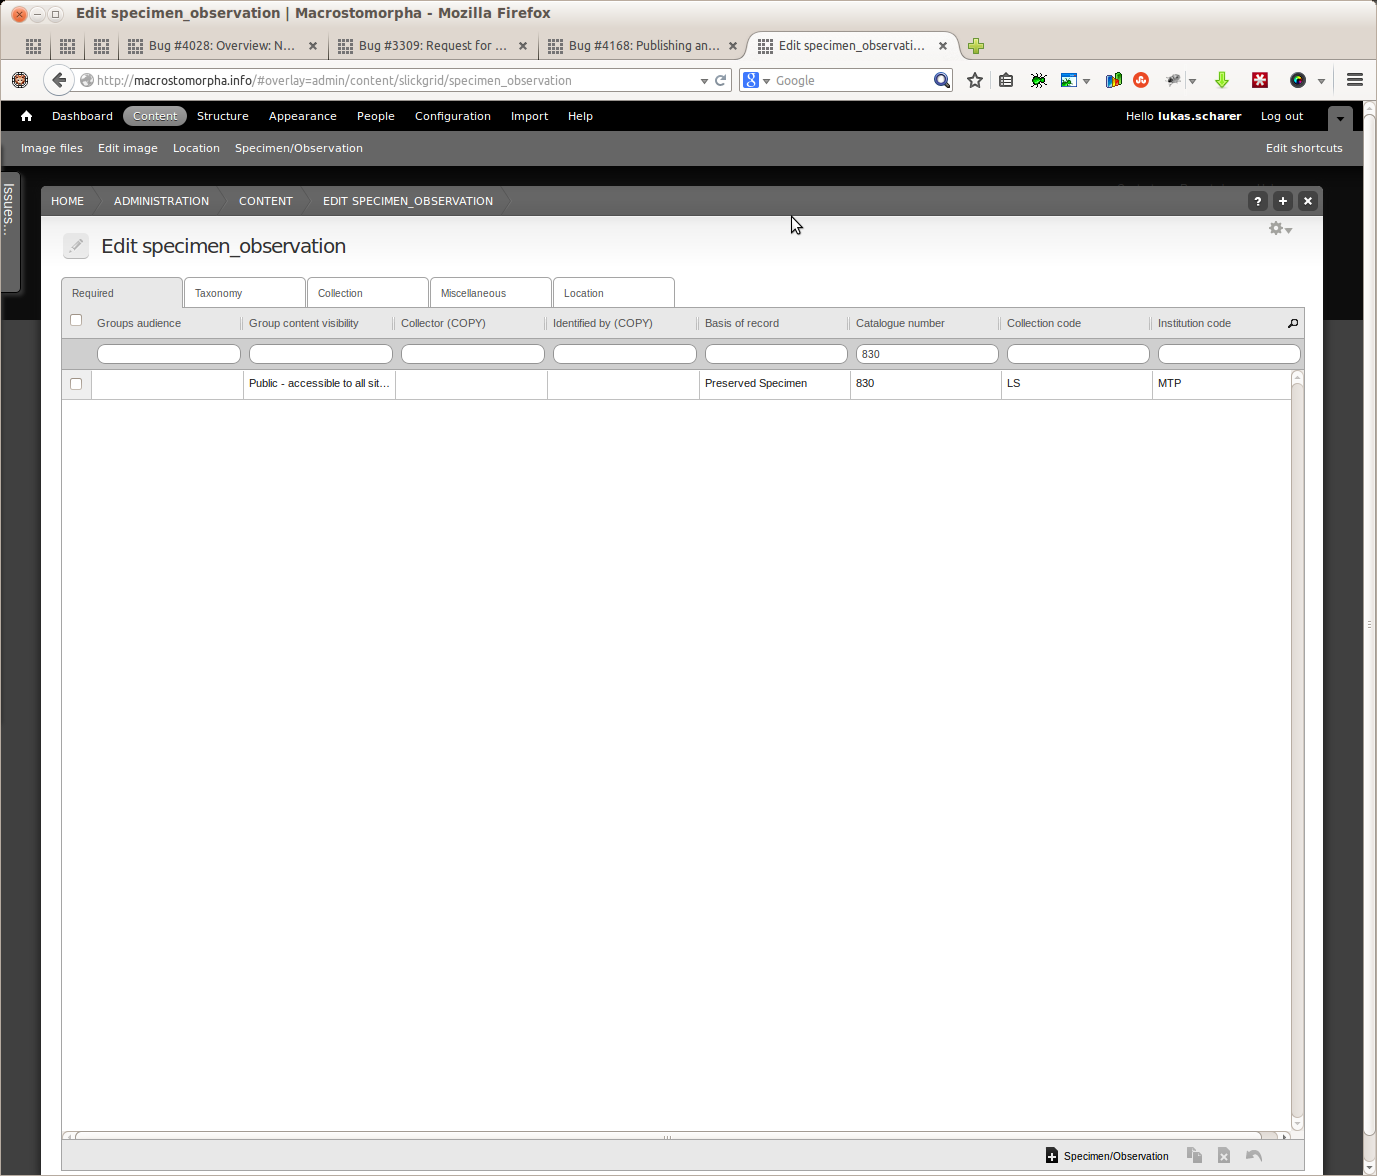 Edit specimen_observation | Macrostomorpha - Mozilla Firefox
Bug #4028: Overview: N... Bug #3309: Request for ... Bug #4168: Publishing an... Edit specimen_observati...
http://macrostomorpha.info/#overlay=admin/content/slickgrid/specimen_observation Google
Dashboard Content Structure Appearance People Configuration Import Help Hello lukas.scharer Log out
Image files Edit image Location Specimen/Observation Edit shortcuts
Issues...
HOME ADMINISTRATION CONTENT EDIT SPECIMEN_OBSERVATION
Edit specimen_observation
Required Taxonomy Collection Miscellaneous Location
Groups audience Group content visibility Collector (COPY) Identified by (COPY) Basis of record Catalogue number Collection code Institution code
830
Public - accessible to all sit... Preserved Specimen 830 LS MTP
Specimen/Observation